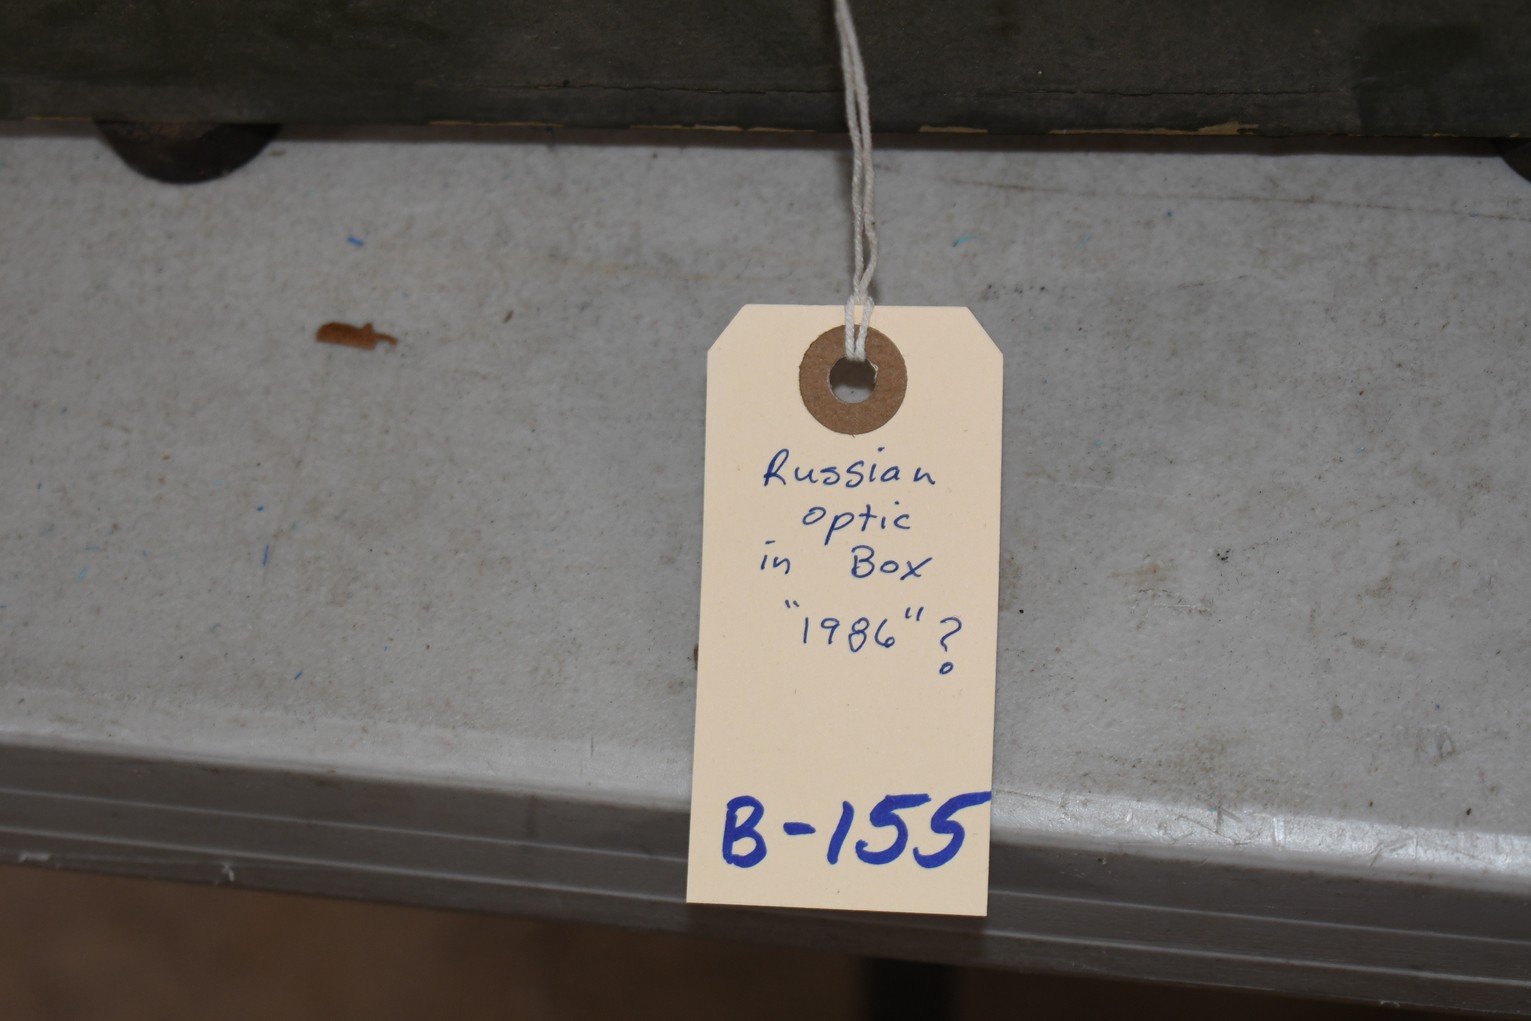 Russian
optic
in Box
"1986"?
B-155